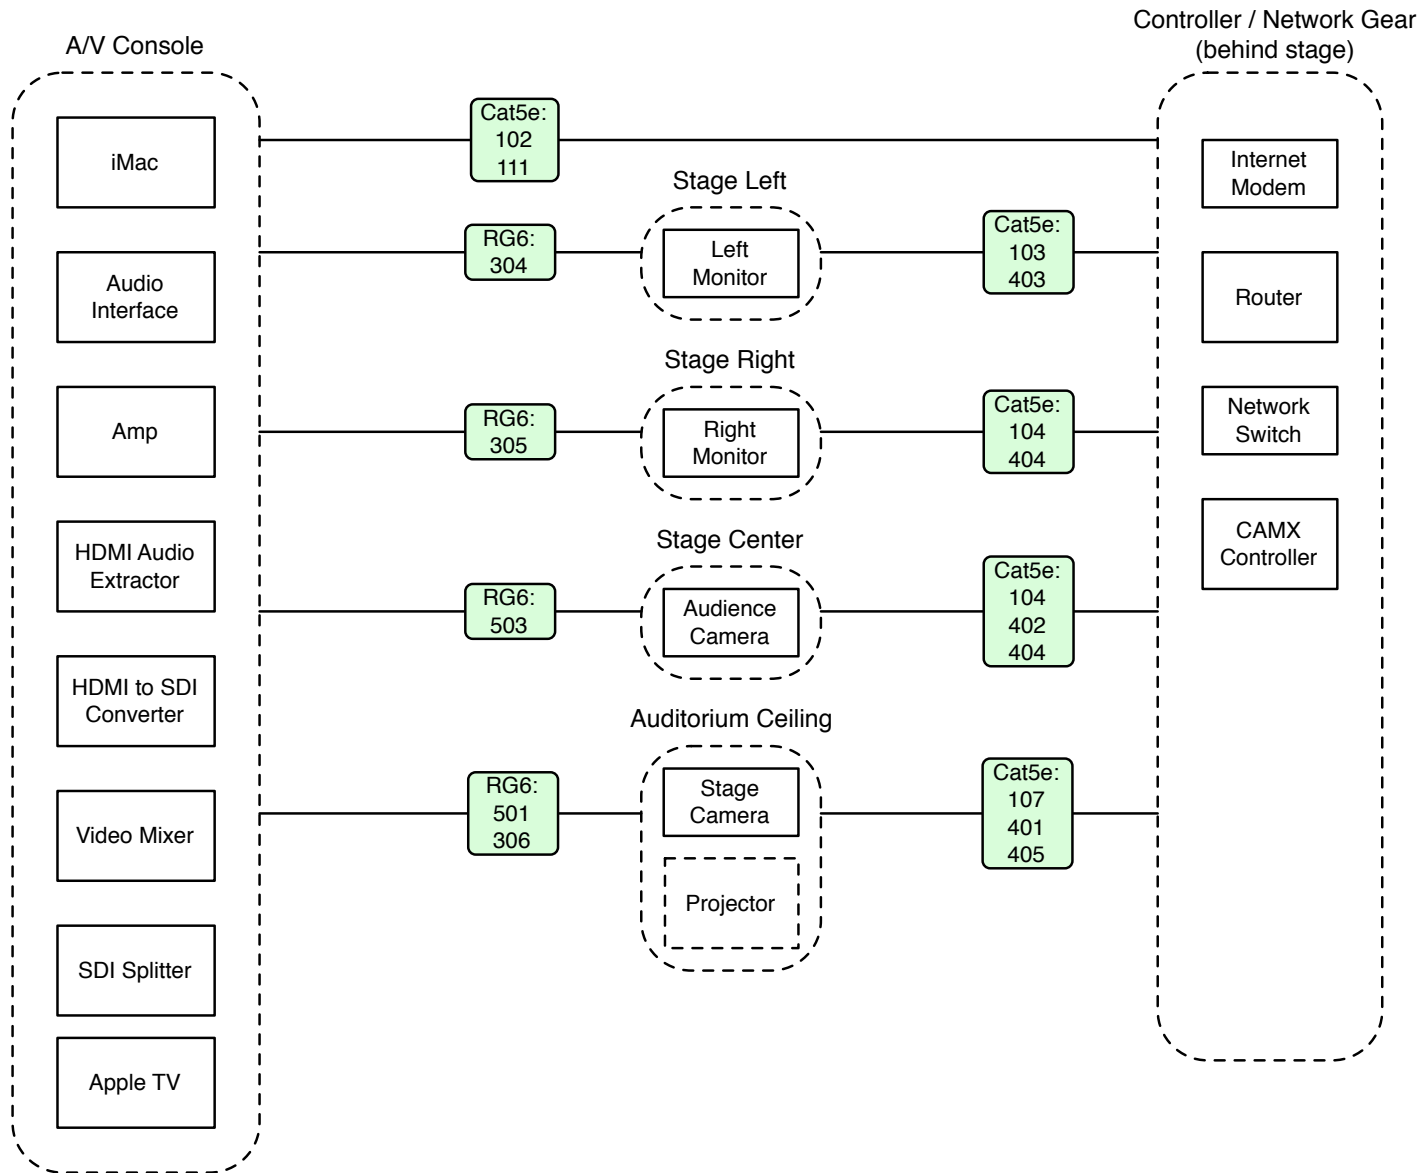 Controller / Network Gear
(behind stage)
A/V Console
iMac
Audio
Interface
Amp
HDMI Audio
Extractor
HDMI to SDI
Converter
Video Mixer
SDI Splitter
Apple TV
Cat5e:
102
111
RG6:
304
RG6:
305
RG6:
503
RG6:
501
306
Stage Left
Left
Monitor
Stage Right
Right
Monitor
Stage Center
Audience
Camera
Auditorium Ceiling
Stage
Camera
Projector
Cat5e:
103
403
Cat5e:
104
404
Cat5e:
104
402
404
Cat5e:
107
401
405
Internet
Modem
Router
Network
Switch
CAMX
Controller